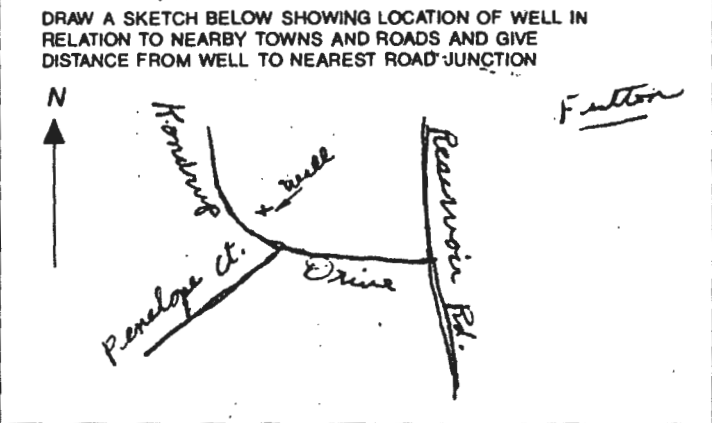 DRAW A SKETCH BELOW SHOWING LOCATION OF WELL IN
RELATION TO NEARBY TOWNS AND ROADS AND GIVE
DISTANCE FROM WELL TO NEAREST ROAD JUNCTION
N
Fulton
Well
Reservoir Rd.
Penelope Ct.
Drive